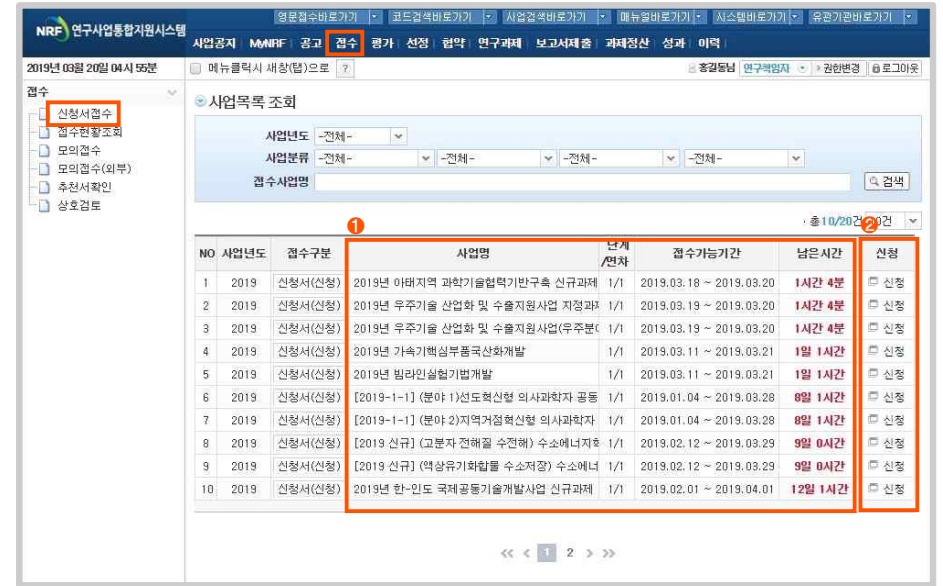 영문접수바로가기 코드검색바로가기 사업검색바로가기 매뉴얼바로가기 시스템바로가기 유관기관바로가기
NRF 연구사업통합지원시스템
사업공지 MyNRF 공고 접수 평가 선정 협약 연구과제 보고서제출 과제정산 성과 이력
2019년 03월 20일 04시 55분 메뉴클릭시 새창(탭)으로 ? 홍길동님 연구책임자 권한변경 로그아웃
접수
신청서접수
접수현황조회
모의접수
모의접수(외부)
추천서확인
상호검토
사업목록 조회
사업년도 -전체-
사업분류 -전체- -전체- -전체- -전체-
접수사업명 검색
총10/20건
1 2
NO 사업년도 접수구분 사업명 단계/연차 접수가능기간 남은시간 신청
1 2019 신청서(신청) 2019년 아태지역 과학기술협력기반구축 신규과제 1/1 2019.03.18 ~ 2019.03.20 1시간 4분 신청
2 2019 신청서(신청) 2019년 우주기술 산업화 및 수출지원사업 지정과제 1/1 2019.03.19 ~ 2019.03.20 1시간 4분 신청
3 2019 신청서(신청) 2019년 우주기술 산업화 및 수출지원사업(우주분 1/1 2019.03.19 ~ 2019.03.20 1시간 4분 신청
4 2019 신청서(신청) 2019년 가속기핵심부품국산화개발 1/1 2019.03.11 ~ 2019.03.21 1일 1시간 신청
5 2019 신청서(신청) 2019년 빔라인실험기법개발 1/1 2019.03.11 ~ 2019.03.21 1일 1시간 신청
6 2019 신청서(신청) [2019-1-1] (분야 1)선도혁신형 의사과학자 공동 1/1 2019.01.04 ~ 2019.03.28 8일 1시간 신청
7 2019 신청서(신청) [2019-1-1] (분야 2)지역거점혁신형 의사과학자 1/1 2019.01.04 ~ 2019.03.28 8일 1시간 신청
8 2019 신청서(신청) [2019 신규] (고분자 전해질 수전해) 수소에너지혁 1/1 2019.02.12 ~ 2019.03.29 9일 0시간 신청
9 2019 신청서(신청) [2019 신규] (액상유기화합물 수소저장) 수소에너 1/1 2019.02.12 ~ 2019.03.29 9일 0시간 신청
10 2019 신청서(신청) 2019년 한-인도 국제공동기술개발사업 신규과제 1/1 2019.02.01 ~ 2019.04.01 12일 1시간 신청
<< < 1 2 > >>